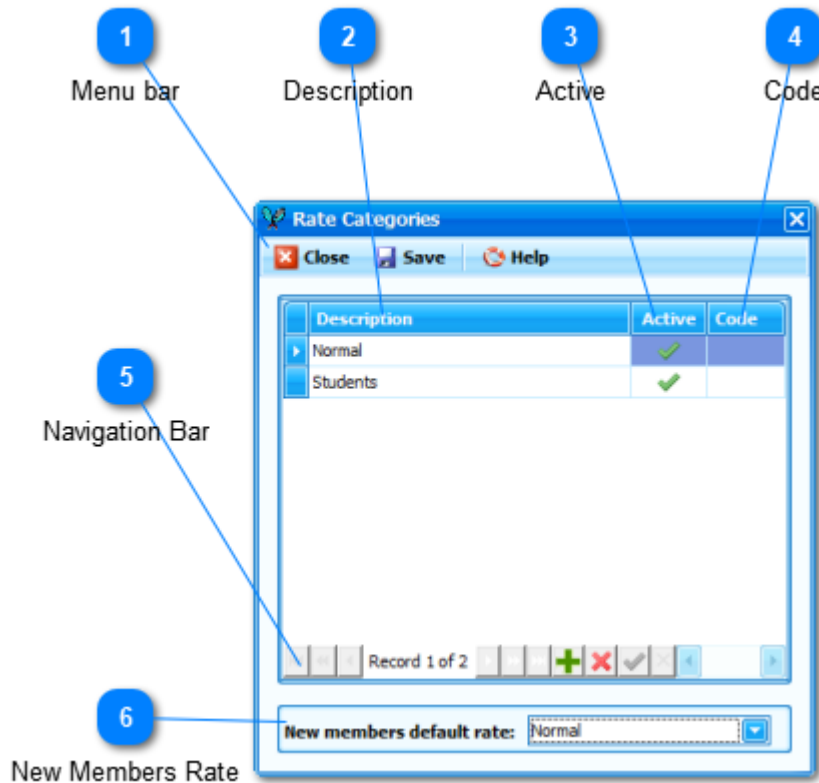 1 2 3 4
Menu bar Description Active Code
Rate Categories
Close Save Help
Description Active Code
Normal
Students
5
Navigation Bar
Record 1 of 2
6
New Members Rate
New members default rate: Normal